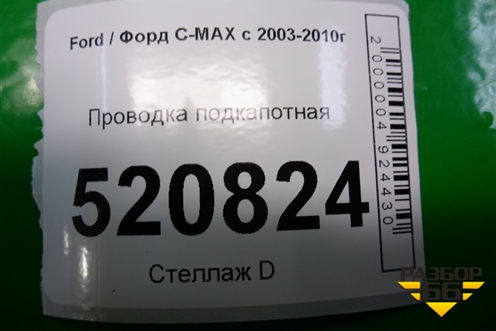 Ford / Форд C-MAX с 2003-2010г
Проводка подкапотная
520824
Стеллаж D
2000004924430
РАЗБОР
66